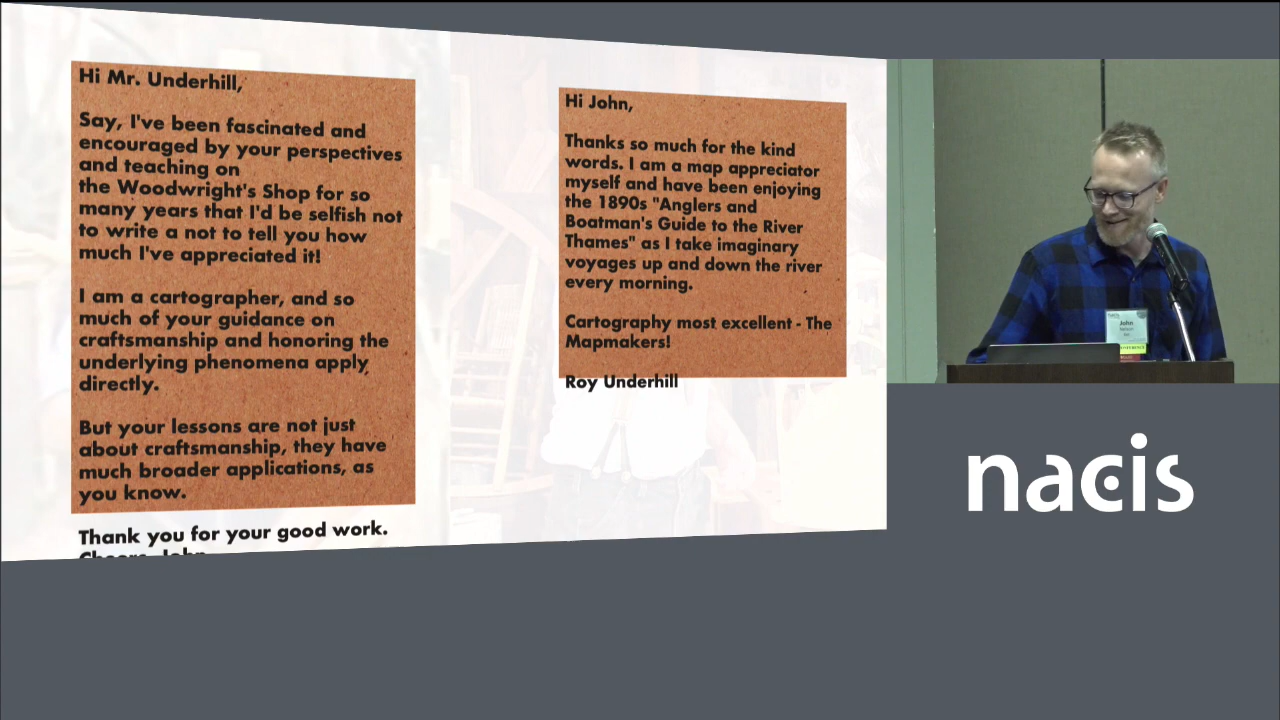 Hi Mr. Underhill,
Say, I've been fascinated and
encouraged by your perspectives
and teaching on
the Woodwright's Shop for so
many years that I'd be selfish not
to write a not to tell you how
much I've appreciated it!
I am a cartographer, and so
much of your guidance on
craftsmanship and honoring the
underlying phenomena apply
directly.
But your lessons are not just
about craftsmanship, they have
much broader applications, as
you know.
Thank you for your good work.
Cheers, John
Hi John,
Thanks so much for the kind
words. I am a map appreciator
myself and have been enjoying
the 1890s "Anglers and
Boatman's Guide to the River
Thames" as I take imaginary
voyages up and down the river
every morning.
Cartography most excellent - The
Mapmakers!
Roy Underhill
John
nacis